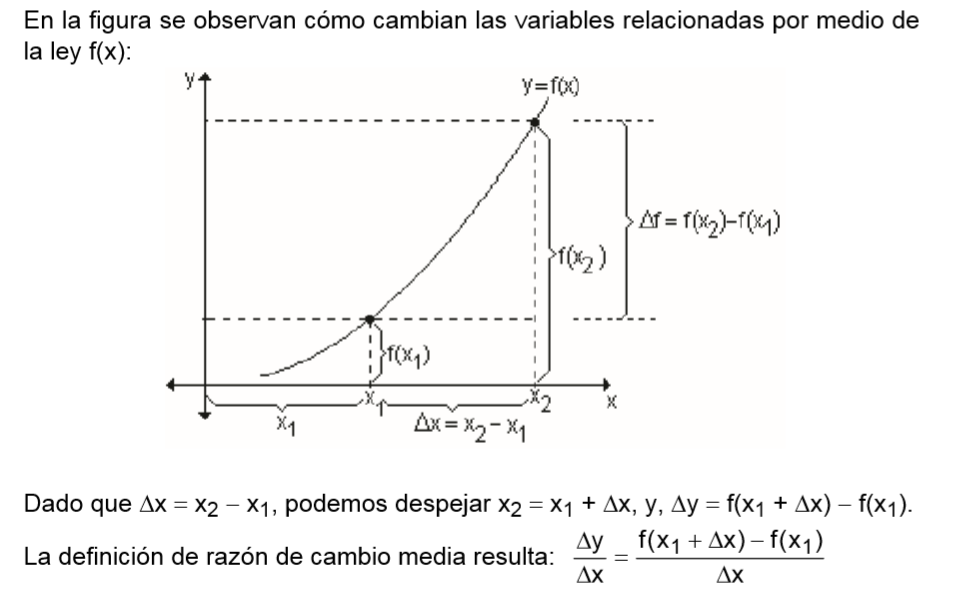 En la figura se observan cómo cambian las variables relacionadas por medio de
la ley f(x):
y
y=f(x)
Δf = f(x₂)–f(x₁)
f(x₂)
f(x₁)
x₁ x₂ x
x₁ Δx = x₂ – x₁
Dado que Δx = x₂ – x₁, podemos despejar x₂ = x₁ + Δx, y, Δy = f(x₁ + Δx) – f(x₁).
La definición de razón de cambio media resulta: Δy/Δx = (f(x₁ + Δx) – f(x₁))/Δx